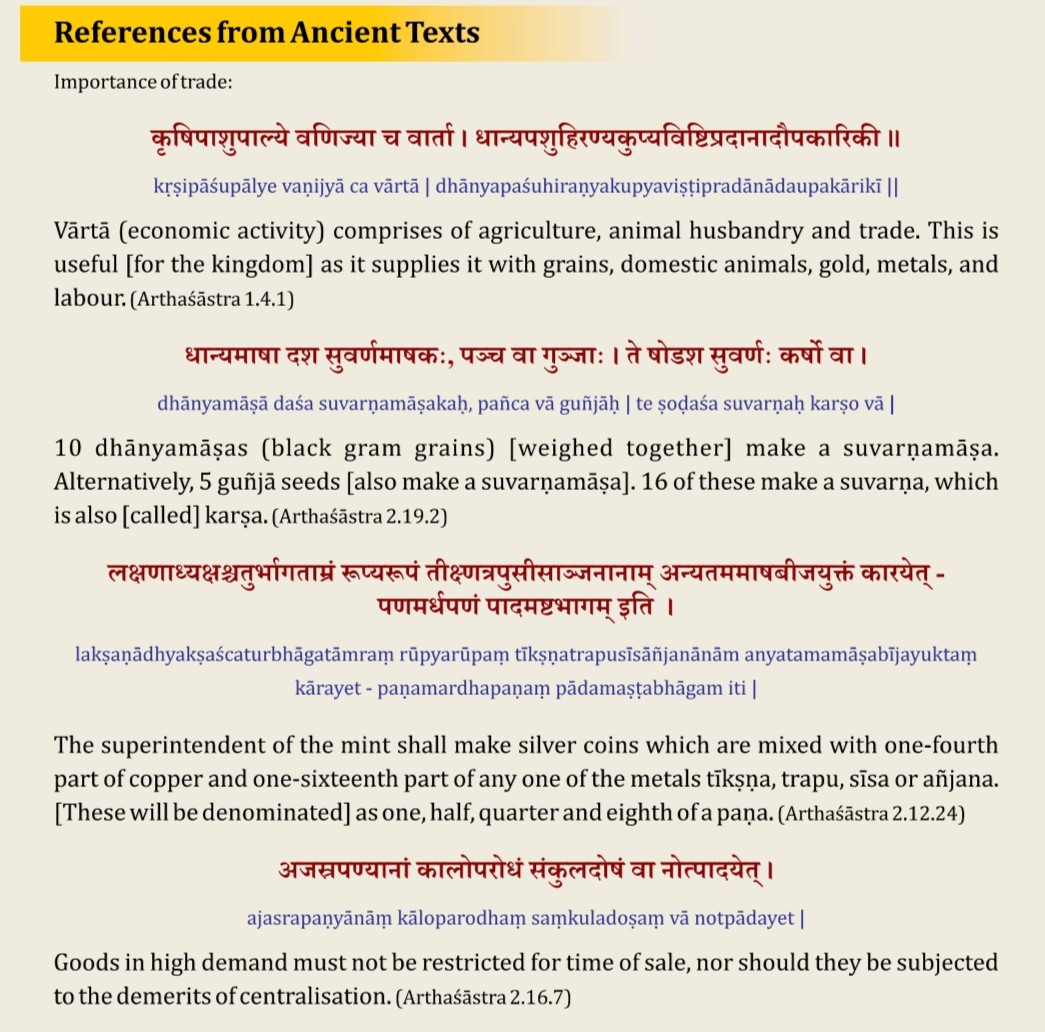 References from Ancient Texts
Importance of trade:
कृषिपाशुपाल्ये वणिज्या च वार्ता । धान्यपशुहिरण्यकुप्यविष्टिप्रदानादौपकारिकी ॥
kṛṣipāśupālye vaṇijyā ca vārtā | dhānyapaśuhiraṇyakupyaviṣṭipradānādaupakārikī ||
Vārtā (economic activity) comprises of agriculture, animal husbandry and trade. This is
useful [for the kingdom] as it supplies it with grains, domestic animals, gold, metals, and
labour. (Arthaśāstra 1.4.1)
धान्यमाषा दश सुवर्णमाषकः, पञ्च वा गुञ्जाः । ते षोडश सुवर्णः कर्षो वा ।
dhānyamāṣā daśa suvarṇamāṣakaḥ, pañca vā guñjāḥ | te ṣoḍaśa suvarṇaḥ karṣo vā |
10 dhānyamāṣas (black gram grains) [weighed together] make a suvarṇamāṣa.
Alternatively, 5 guñjā seeds [also make a suvarṇamāṣa]. 16 of these make a suvarṇa, which
is also [called] karṣa. (Arthaśāstra 2.19.2)
लक्षणाध्यक्षश्चतुर्भागताम्रं रूप्यरूपं तीक्ष्णत्रपुसीसाञ्जनानाम् अन्यतममाषबीजयुक्तं कारयेत् -
पणमर्धपणं पादमष्टभागम् इति ।
lakṣaṇādhyakṣaścaturbhāgatāmraṃ rūpyarūpaṃ tīkṣṇatrapusīsāñjanānām anyatamamāṣabījayuktaṃ
kārayet - paṇamardhapaṇaṃ pādamaṣṭabhāgam iti |
The superintendent of the mint shall make silver coins which are mixed with one-fourth
part of copper and one-sixteenth part of any one of the metals tīkṣṇa, trapu, sīsa or añjana.
[These will be denominated] as one, half, quarter and eighth of a paṇa. (Arthaśāstra 2.12.24)
अजस्रपण्यानां कालोपरोधं संकुलदोषं वा नोत्पादयेत् ।
ajasrapaṇyānāṃ kāloparodhaṃ saṃkuladoṣaṃ vā notpādayet |
Goods in high demand must not be restricted for time of sale, nor should they be subjected
to the demerits of centralisation. (Arthaśāstra 2.16.7)